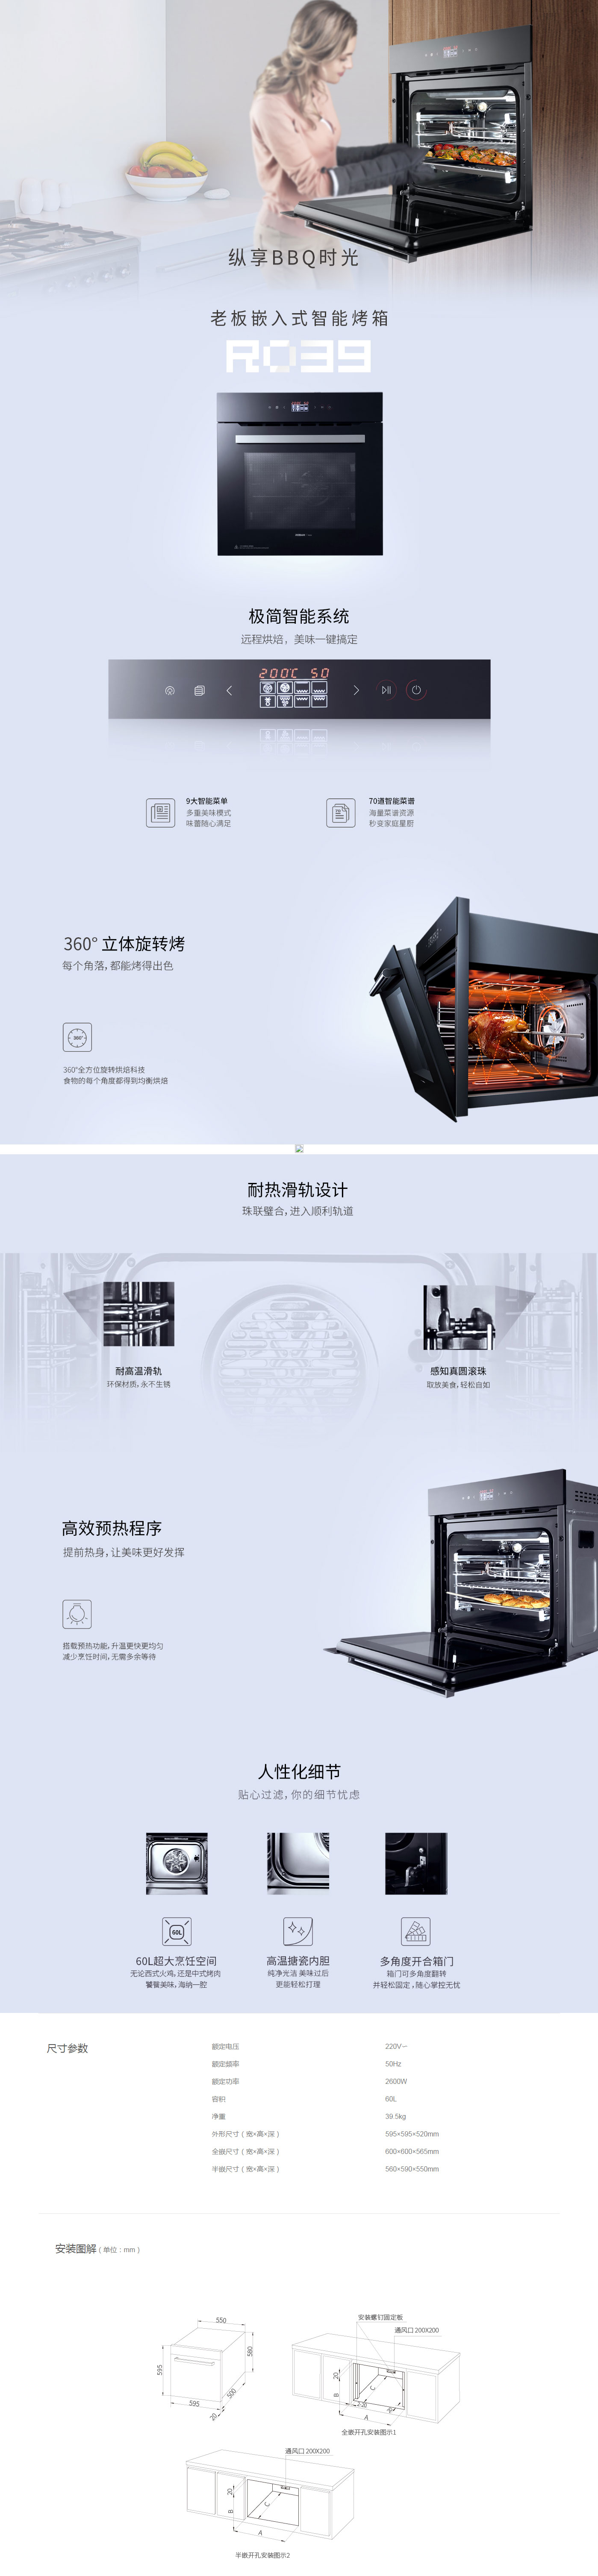 纵享BBQ时光
老板嵌入式智能烤箱
RQ39
极简智能系统
远程烘焙，美味一键搞定
200℃ 50
9大智能菜单
多重美味模式
味蕾随心满足
70道智能菜谱
海量菜谱资源
秒变家庭星厨
360° 立体旋转烤
每个角落，都能烤得出色
360°
360°全方位旋转烘焙科技
食物的每个角度都得到均衡烘焙
耐热滑轨设计
珠联璧合，进入顺利轨道
耐高温滑轨
环保材质，永不生锈
感知真圆滚珠
取放美食，轻松自如
高效预热程序
提前热身，让美味更好发挥
搭载预热功能，升温更快更均匀
减少烹饪时间，无需多余等待
人性化细节
贴心过滤，你的细节忧虑
60L
60L超大烹饪空间
无论西式火鸡，还是中式烤肉
饕餮美味，海纳一腔
高温搪瓷内胆
纯净光洁 美味过后
更能轻松打理
多角度开合箱门
箱门可多角度翻转
并轻松固定，随心掌控无忧
尺寸参数
额定电压 220V~
额定频率 50Hz
额定功率 2600W
容积 60L
净重 39.5kg
外形尺寸（宽×高×深） 595×595×520mm
全嵌尺寸（宽×高×深） 600×600×565mm
半嵌尺寸（宽×高×深） 560×590×550mm
安装图解（单位：mm）
550
580
595
595
500
20
安装螺钉固定板
通风口 200X200
20
B
C
A
20
全嵌开孔安装图示1
通风口 200X200
20
B
C
A
半嵌开孔安装图示2